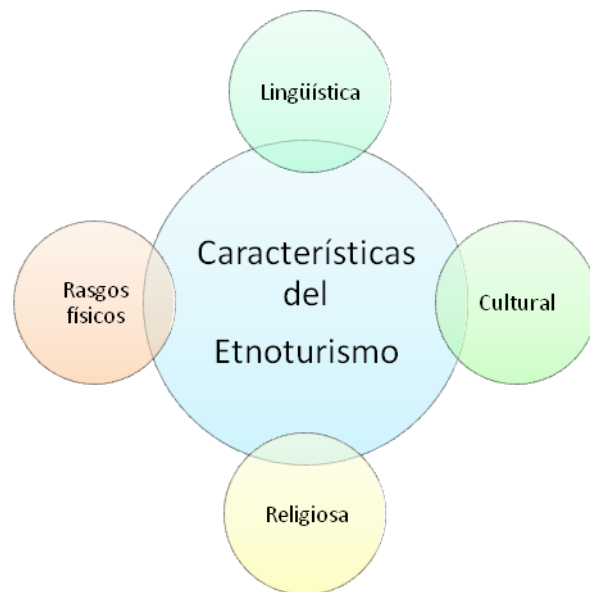 Lingüística
Características
del
Etnoturismo
Rasgos
físicos
Cultural
Religiosa